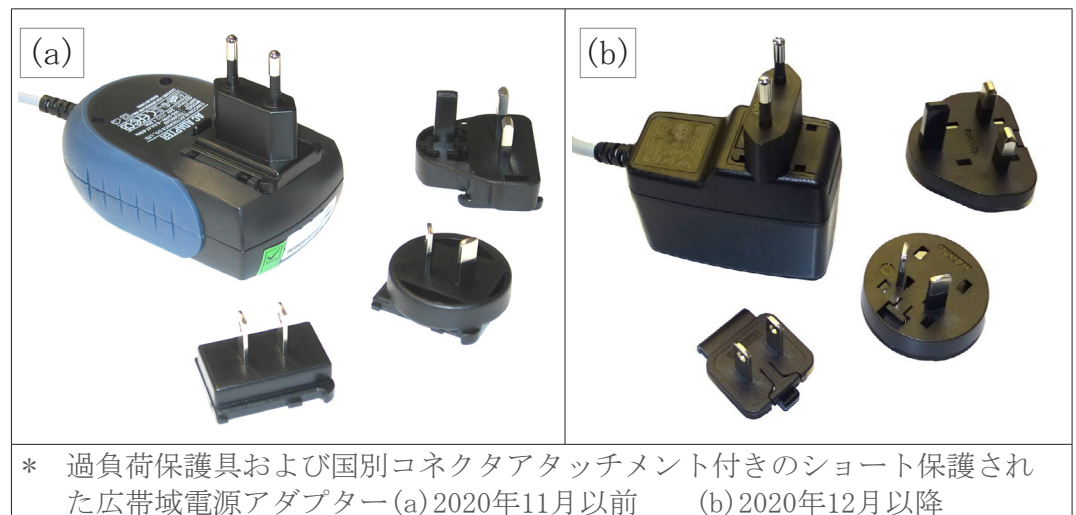 (a)
(b)
AC ADAPTER
* 過負荷保護具および国別コネクタアタッチメント付きのショート保護され
た広帯域電源アダプター(a)2020年11月以前 (b)2020年12月以降